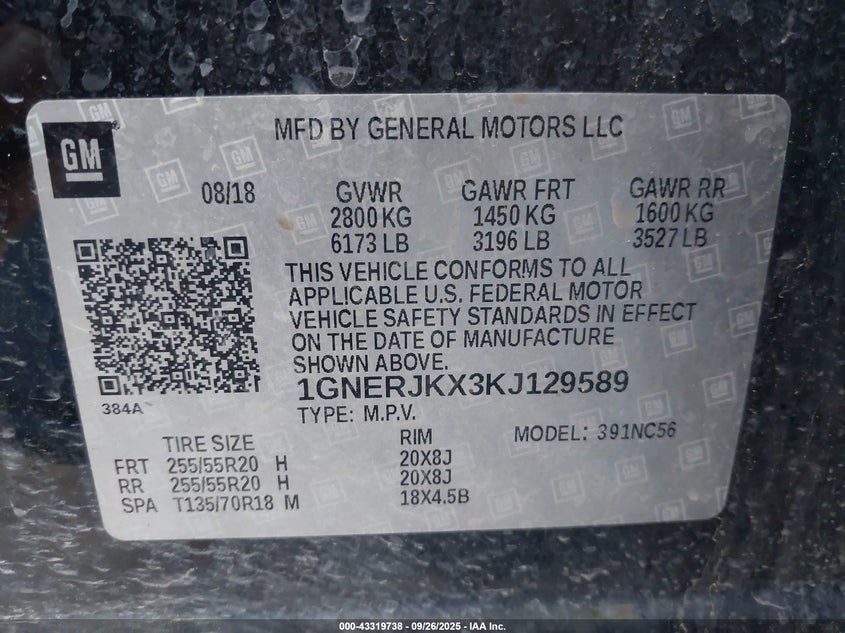 GM
MFD BY GENERAL MOTORS LLC
08/18 GVWR GAWR FRT GAWR RR
2800 KG 1450 KG 1600 KG
6173 LB 3196 LB 3527 LB
THIS VEHICLE CONFORMS TO ALL
APPLICABLE U.S. FEDERAL MOTOR
VEHICLE SAFETY STANDARDS IN EFFECT
ON THE DATE OF MANUFACTURE
SHOWN ABOVE.
1GNERJKX3KJ129589
384A
TYPE: M.P.V.
TIRE SIZE RIM MODEL: 391NC56
FRT 255/55R20 H 20X8J
RR 255/55R20 H 20X8J
SPA T135/70R18 M 18X4.5B
000-43319738 - 09/26/2025 - IAA Inc.